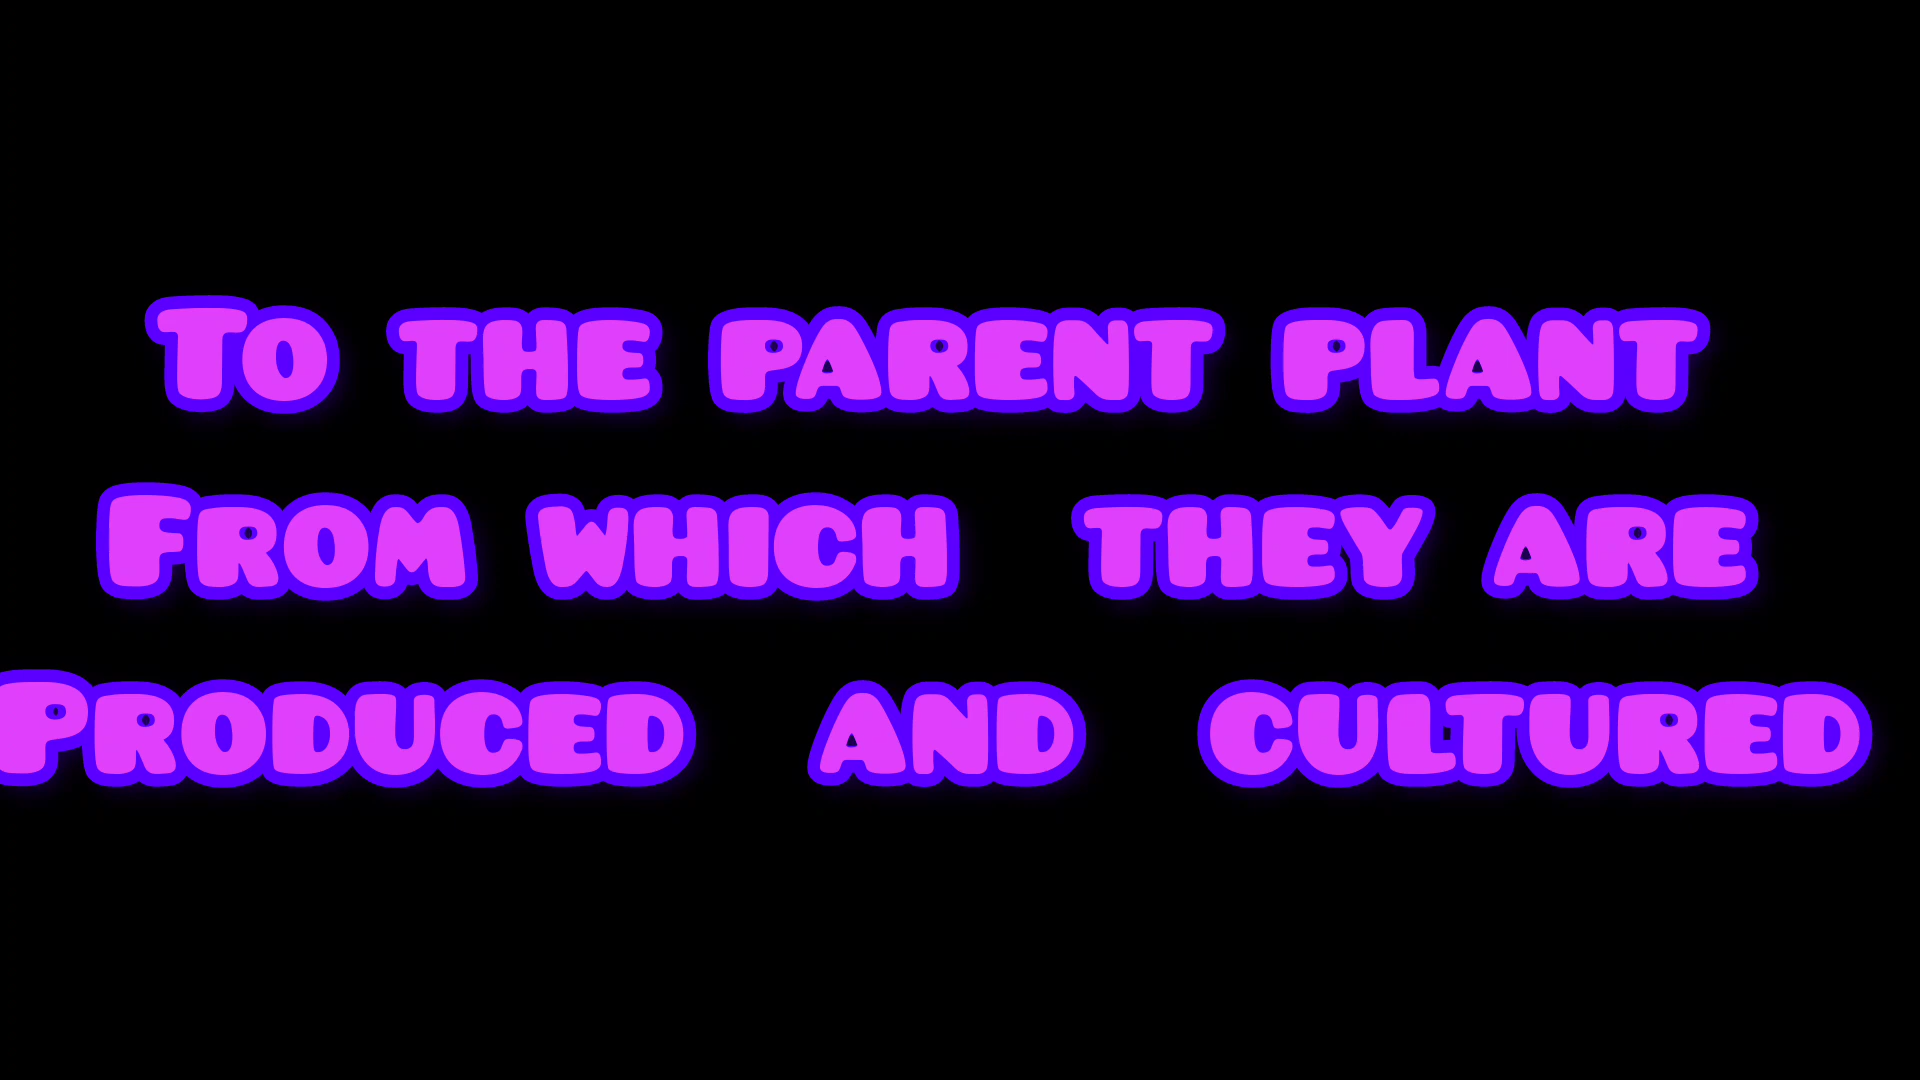 To the parent plant
From which they are
Produced and cultured